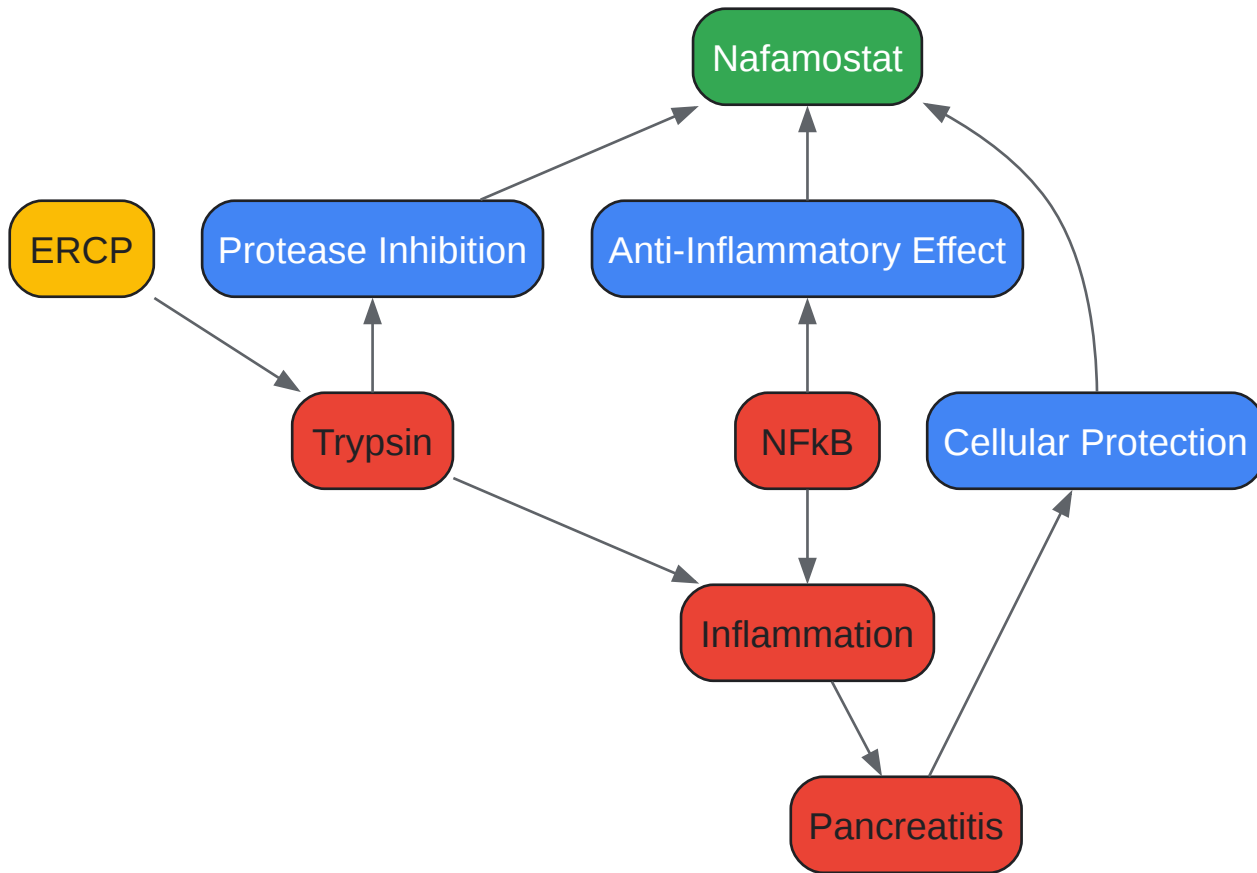 Nafamostat
ERCP
Protease Inhibition
Anti-Inflammatory Effect
Trypsin
NFkB
Cellular Protection
Inflammation
Pancreatitis